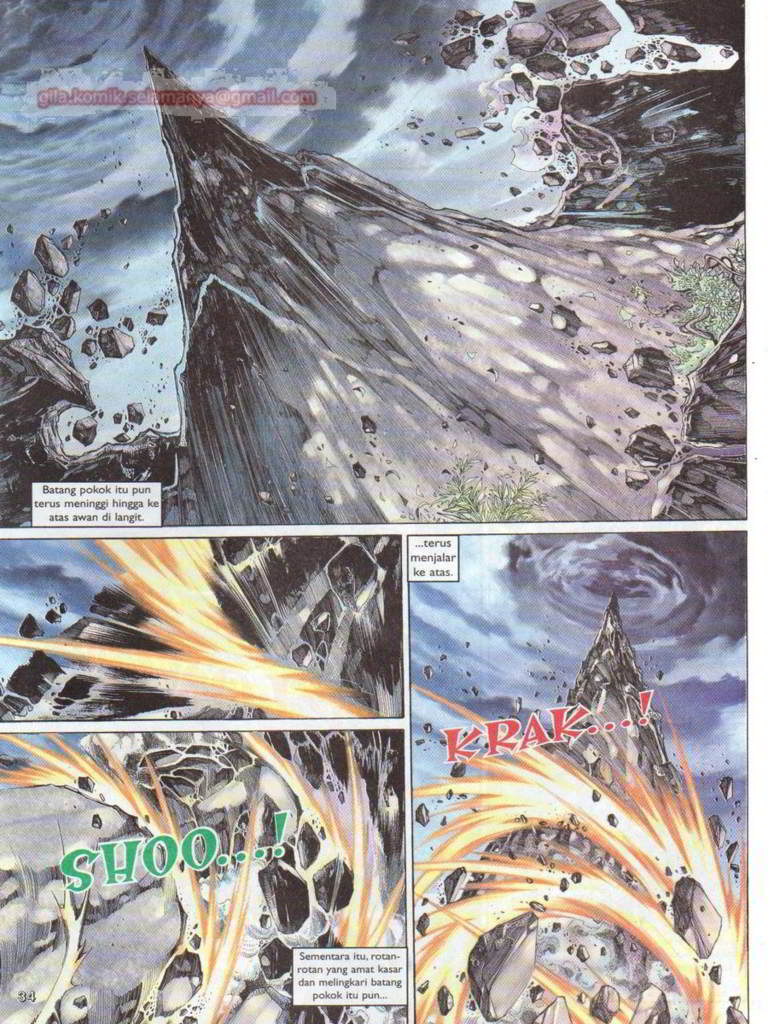 gila.komik.selamanya@gmail.com
Batang pokok itu pun
terus meninggi hingga ke
atas awan di langit.
SHOO...!
Sementara itu, rotan-
rotan yang amat kasar
dan melingkari batang
pokok itu pun...
...terus
menjalar
ke atas.
KRAK...!
34